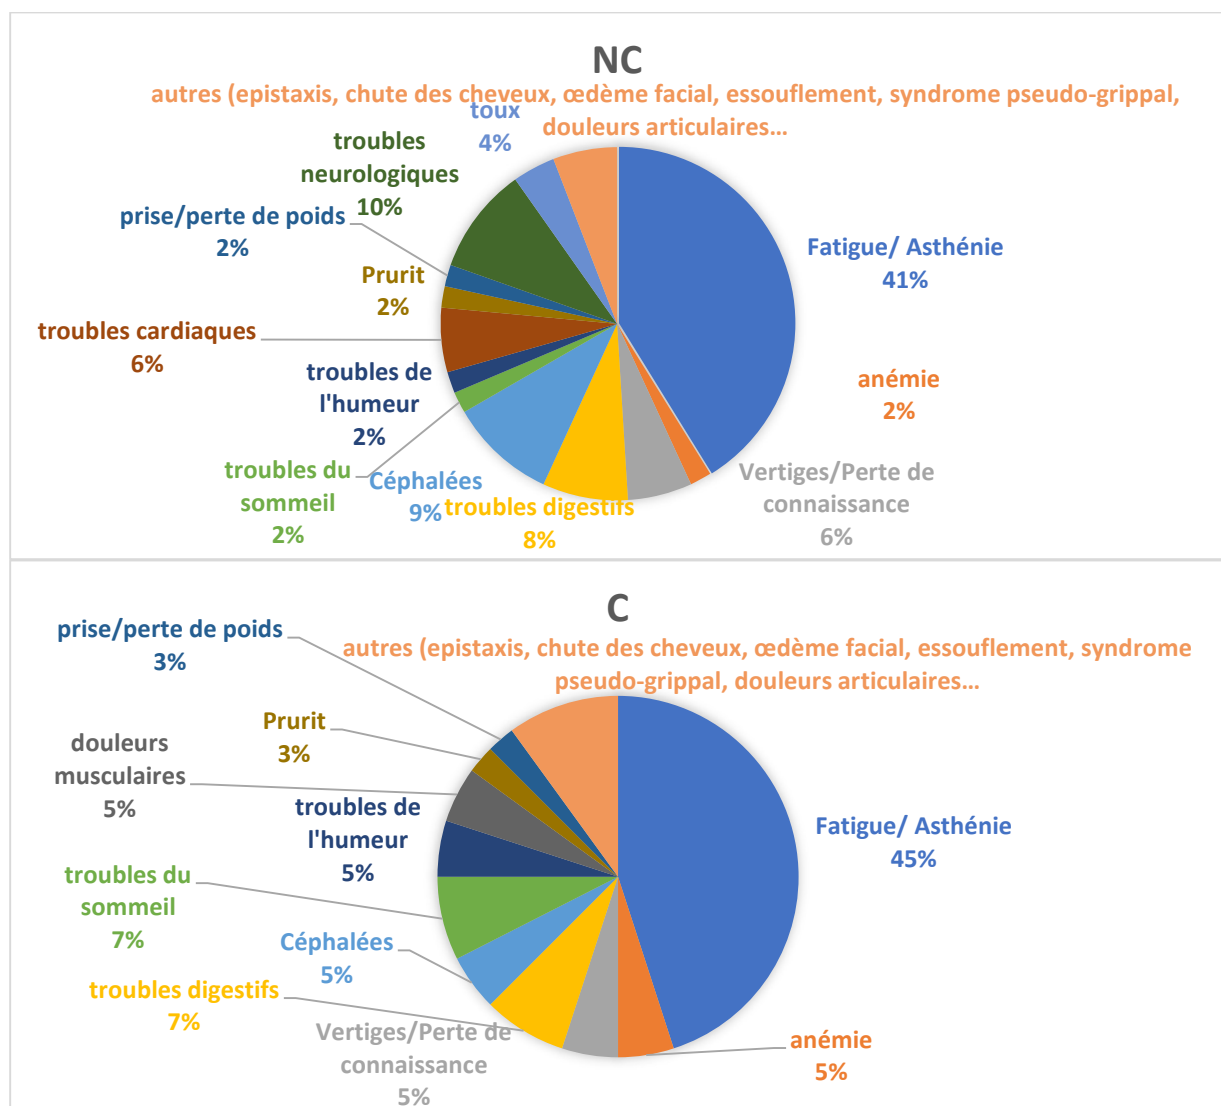 NC
autres (epistaxis, chute des cheveux, œdème facial, essouflement, syndrome pseudo-grippal,
douleurs articulaires…
toux
4%
troubles
neurologiques
10%
prise/perte de poids
2%
Prurit
2%
troubles cardiaques
6%
troubles de
l'humeur
2%
troubles du
sommeil
2%
Céphalées
9%
troubles digestifs
8%
Vertiges/Perte de
connaissance
6%
anémie
2%
Fatigue/ Asthénie
41%
C
autres (epistaxis, chute des cheveux, œdème facial, essouflement, syndrome
pseudo-grippal, douleurs articulaires…
prise/perte de poids
3%
Prurit
3%
douleurs
musculaires
5%
troubles de
l'humeur
5%
troubles du
sommeil
7%
Céphalées
5%
troubles digestifs
7%
Vertiges/Perte de
connaissance
5%
anémie
5%
Fatigue/ Asthénie
45%